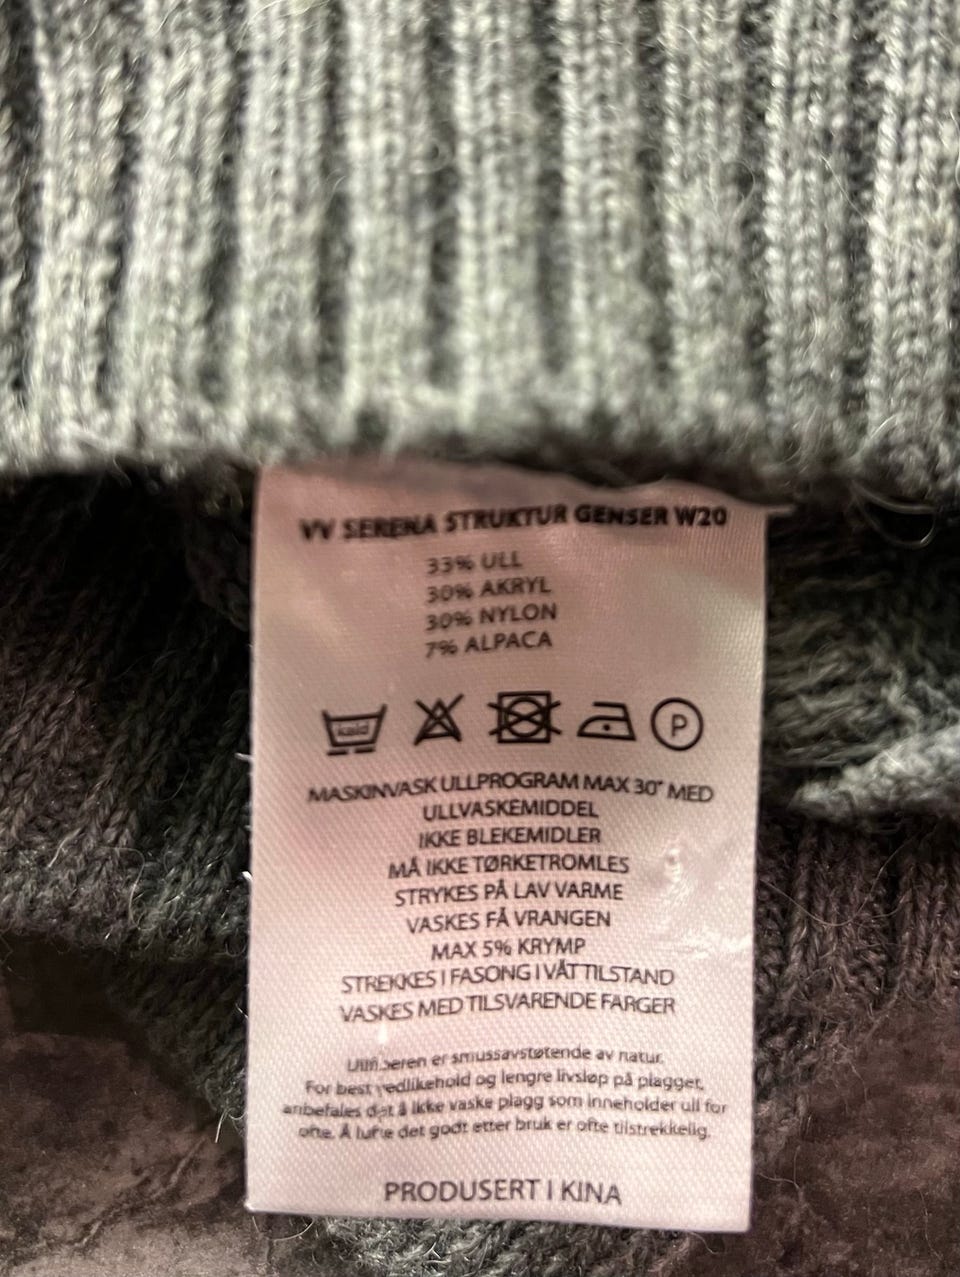 VV SERENA STRUKTUR GENSER W20
33% ULL
30% AKRYL
30% NYLON
7% ALPACA
kald
P
MASKINVASK ULLPROGRAM MAX 30° MED
ULLVASKEMIDDEL
IKKE BLEKEMIDLER
MÅ IKKE TØRKETROMLES
STRYKES PÅ LAV VARME
VASKES FÅ VRANGEN
MAX 5% KRYMP
STREKKES I FASONG I VÅT TILSTAND
VASKES MED TILSVARENDE FARGER
Ullfiberen er smussavstøtende av natur.
For best vedlikehold og lengre livsløp på plagget,
anbefales det å ikke vaske plagg som inneholder ull for
ofte. Å lufte det godt etter bruk er ofte tilstrekkelig.
PRODUSERT I KINA